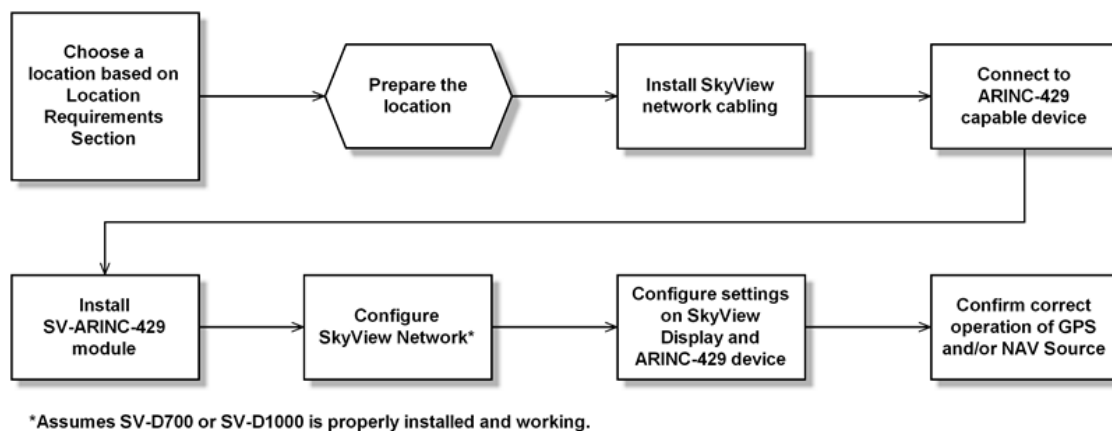 Choose a
location based on
Location
Requirements
Section
Prepare the
location
Install SkyView
network cabling
Connect to
ARINC-429
capable device
Install
SV-ARINC-429
module
Configure
SkyView Network*
Configure settings
on SkyView
Display and
ARINC-429 device
Confirm correct
operation of GPS
and/or NAV Source
*Assumes SV-D700 or SV-D1000 is properly installed and working.